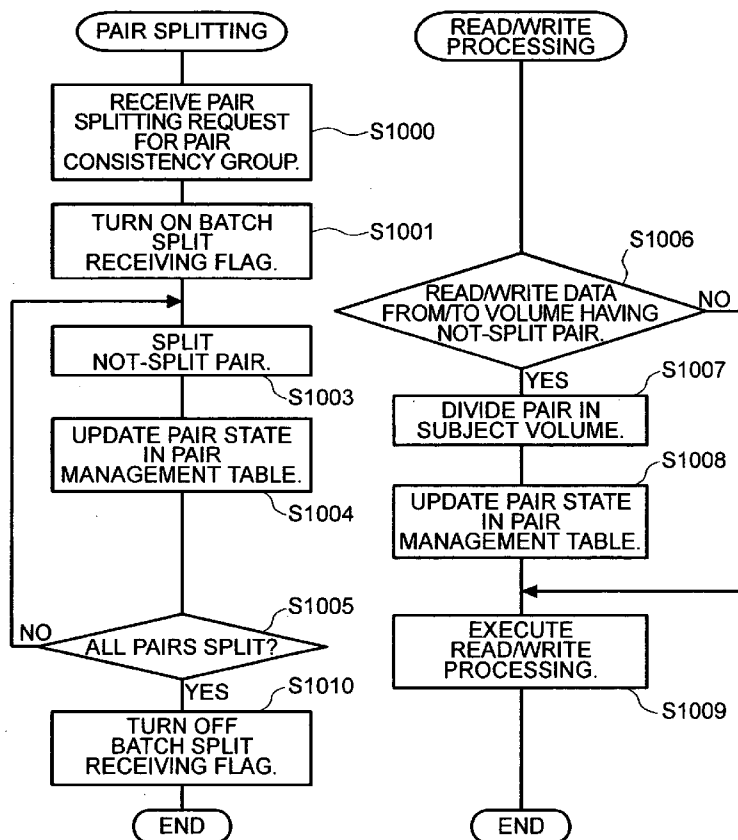 PAIR SPLITTING
RECEIVE PAIR
SPLITTING REQUEST
FOR PAIR
CONSISTENCY GROUP.
S1000
TURN ON BATCH
SPLIT
RECEIVING FLAG.
S1001
SPLIT
NOT-SPLIT PAIR.
S1003
UPDATE PAIR STATE
IN PAIR
MANAGEMENT TABLE.
S1004
S1005
NO
ALL PAIRS SPLIT?
YES
S1010
TURN OFF
BATCH SPLIT
RECEIVING FLAG.
END
READ/WRITE
PROCESSING
S1006
READ/WRITE DATA
FROM/TO VOLUME HAVING
NOT-SPLIT PAIR.
NO
YES
S1007
DIVIDE PAIR IN
SUBJECT VOLUME.
S1008
UPDATE PAIR STATE
IN PAIR
MANAGEMENT TABLE.
EXECUTE
READ/WRITE
PROCESSING.
S1009
END